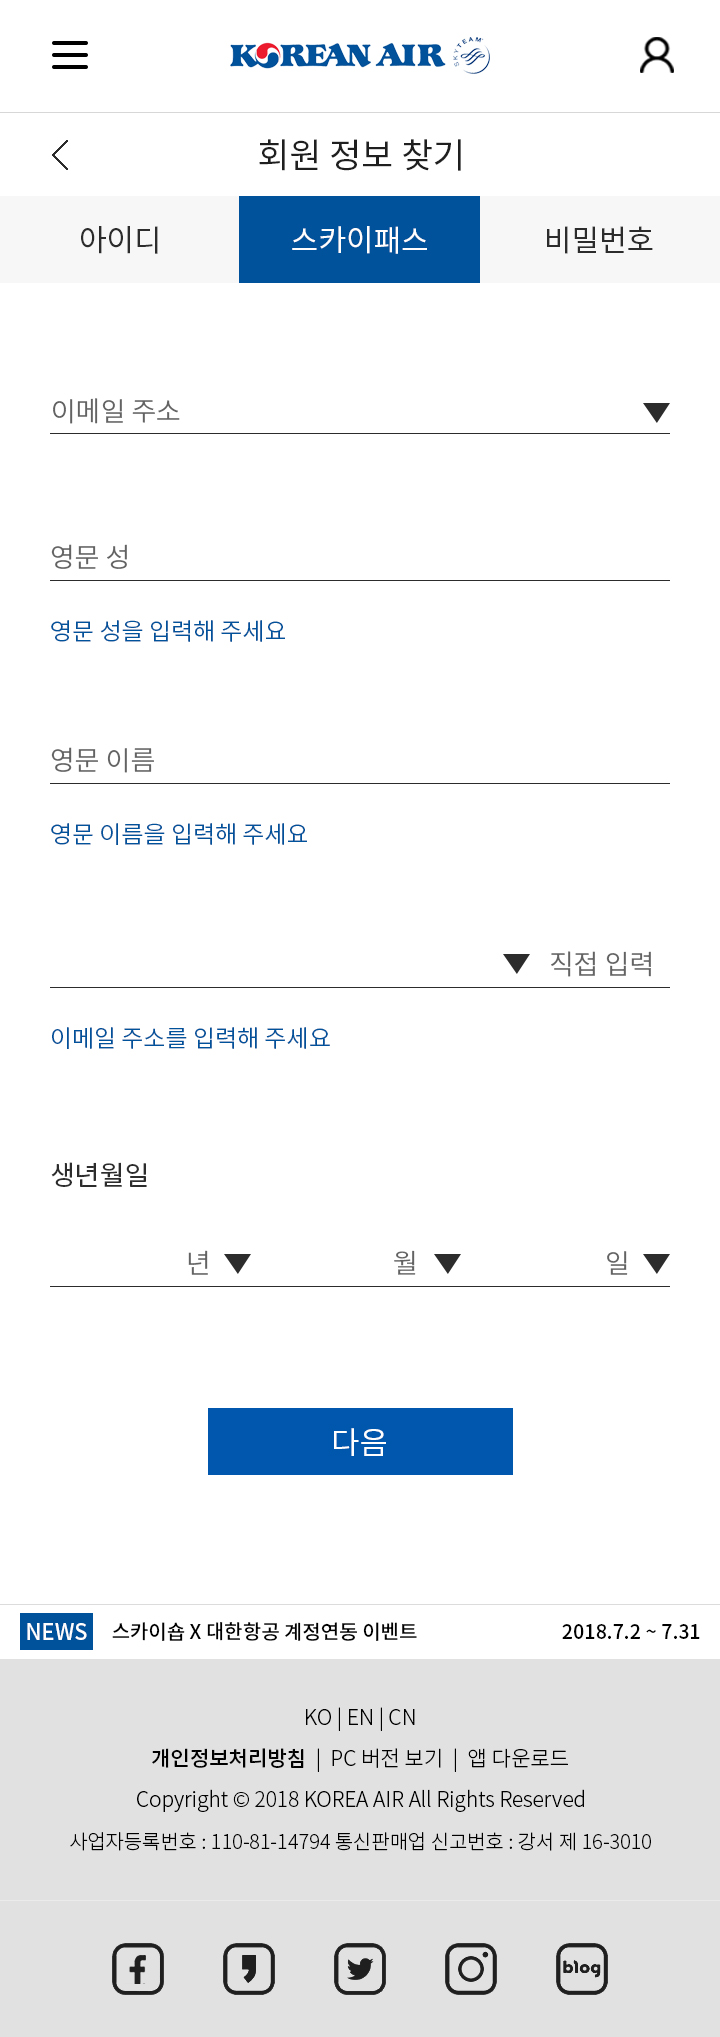 KOREAN AIR SKYTEAM
회원 정보 찾기
아이디 스카이패스 비밀번호
이메일 주소
영문 성
영문 성을 입력해 주세요
영문 이름
영문 이름을 입력해 주세요
직접 입력
이메일 주소를 입력해 주세요
생년월일
년 월 일
다음
NEWS 스카이숍 X 대한항공 계정연동 이벤트 2018.7.2 ~ 7.31
KO | EN | CN
개인정보처리방침 | PC 버전 보기 | 앱 다운로드
Copyright © 2018 KOREA AIR All Rights Reserved
사업자등록번호 : 110-81-14794 통신판매업 신고번호 : 강서 제 16-3010
blog